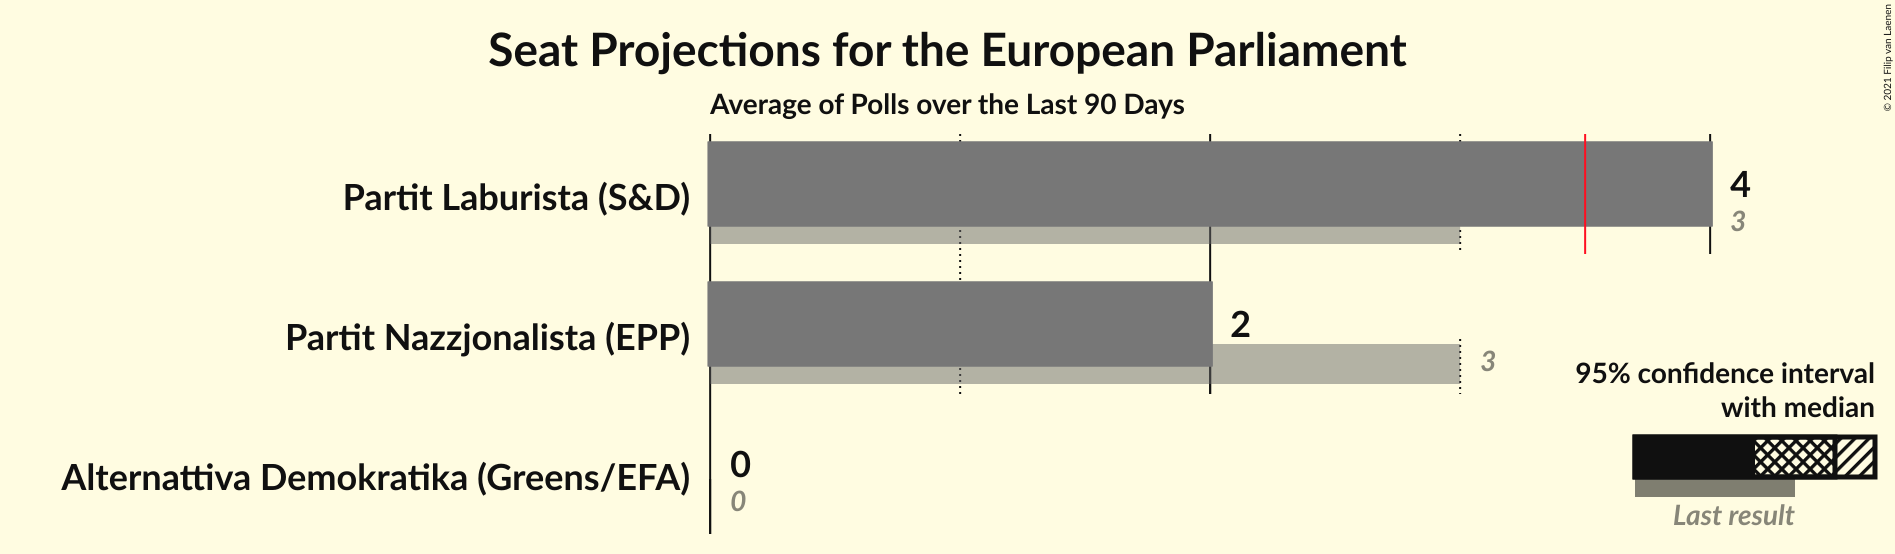 Seat Projections for the European Parliament
Average of Polls over the Last 90 Days
Partit Laburista (S&D)
4
3
Partit Nazzjonalista (EPP)
2
3
Alternattiva Demokratika (Greens/EFA)
0
0
95% confidence interval
with median
Last result
© 2021 Filip van Laenen